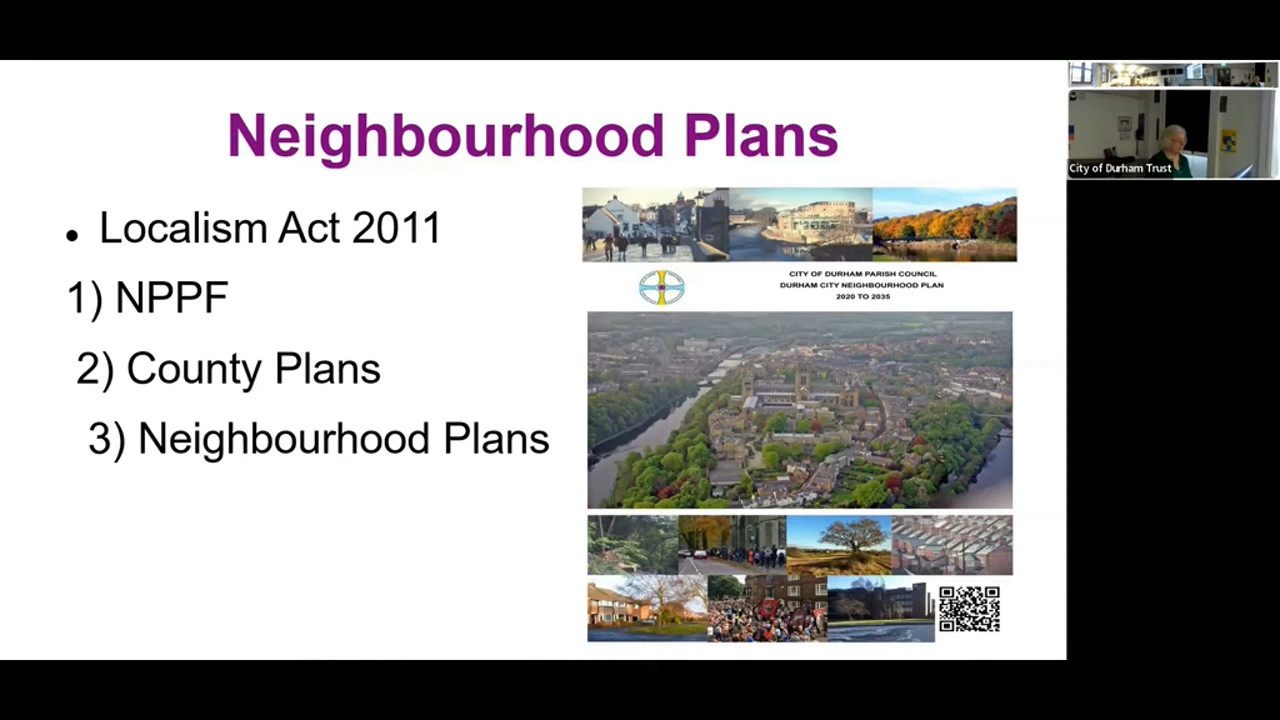 Neighbourhood Plans
• Localism Act 2011
1) NPPF
2) County Plans
3) Neighbourhood Plans
CITY OF DURHAM PARISH COUNCIL
DURHAM CITY NEIGHBOURHOOD PLAN
2020 TO 2035
City of Durham Trust